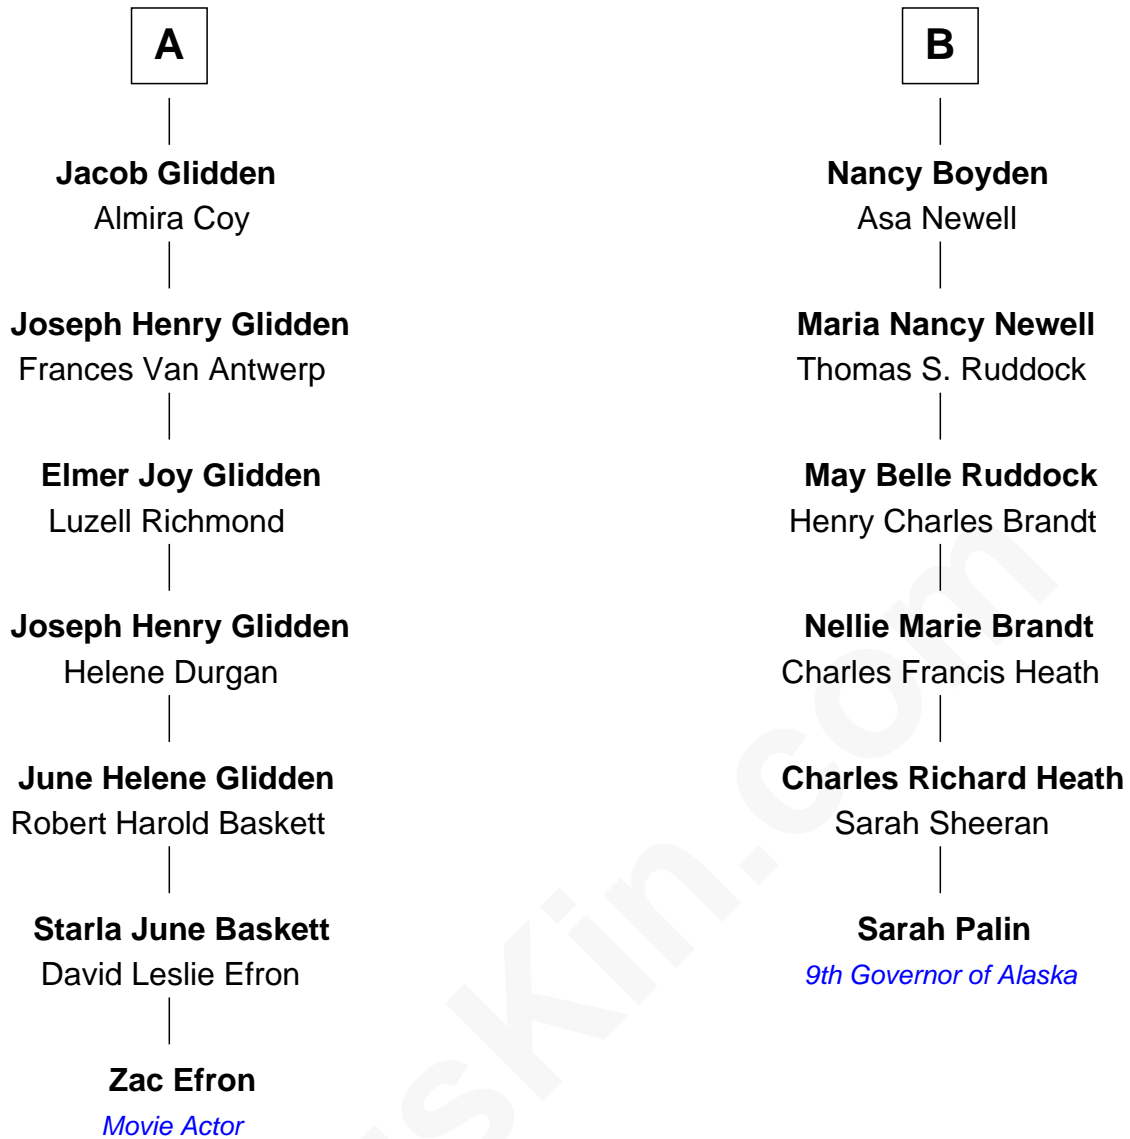 A
Jacob Glidden
Almira Coy
Joseph Henry Glidden
Frances Van Antwerp
Elmer Joy Glidden
Luzell Richmond
Joseph Henry Glidden
Helene Durgan
June Helene Glidden
Robert Harold Baskett
Starla June Baskett
David Leslie Efron
Zac Efron
Movie Actor
B
Nancy Boyden
Asa Newell
Maria Nancy Newell
Thomas S. Ruddock
May Belle Ruddock
Henry Charles Brandt
Nellie Marie Brandt
Charles Francis Heath
Charles Richard Heath
Sarah Sheeran
Sarah Palin
9th Governor of Alaska